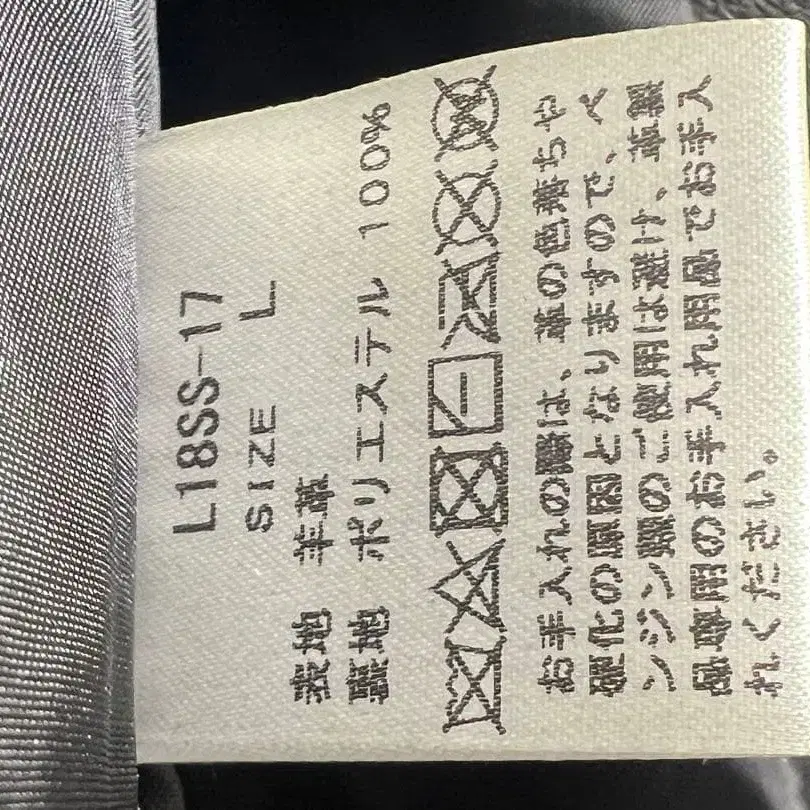 L18SS-17
SIZE L
表地 羊革
裏地 ポリエステル 100%
お手入れの際は、革の色落ちや
硬化の原因となりますので、ベ
ンジン類のご使用は避け、革製
品専用のお手入れ用品でお手入
れください。